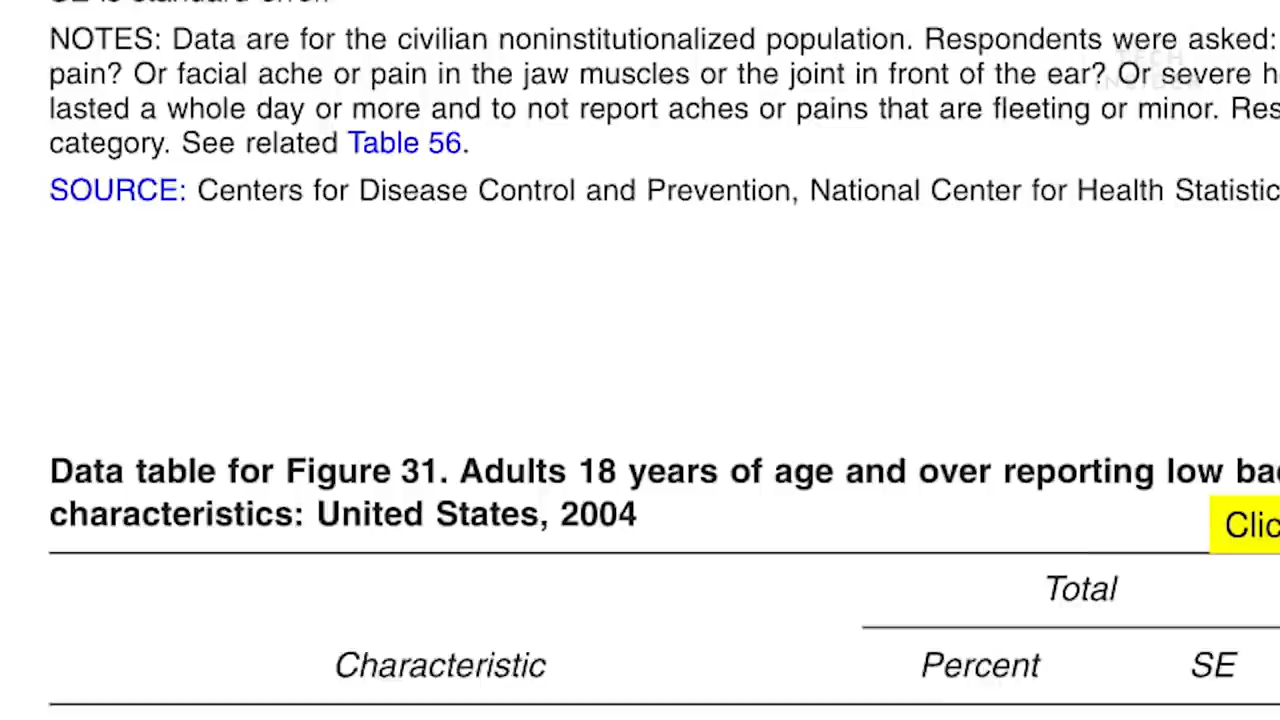 NOTES: Data are for the civilian noninstitutionalized population. Respondents were asked:
pain? Or facial ache or pain in the jaw muscles or the joint in front of the ear? Or severe h
lasted a whole day or more and to not report aches or pains that are fleeting or minor. Res
category. See related Table 56.
SOURCE: Centers for Disease Control and Prevention, National Center for Health Statistic
Data table for Figure 31. Adults 18 years of age and over reporting low bac
characteristics: United States, 2004
Clic
Total
Characteristic Percent SE
TECH
INSIDER